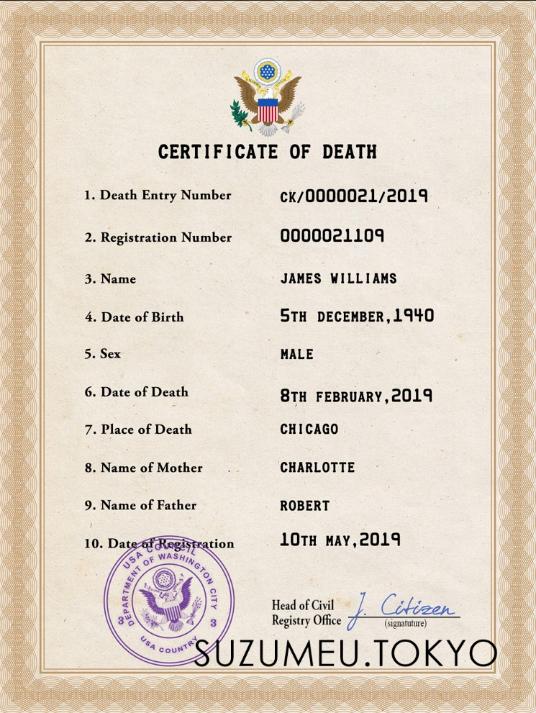 CERTIFICATE OF DEATH
1. Death Entry Number CK/0000021/2019
2. Registration Number 0000021109
3. Name JAMES WILLIAMS
4. Date of Birth 5TH DECEMBER,1940
5. Sex MALE
6. Date of Death 8TH FEBRUARY,2019
7. Place of Death CHICAGO
8. Name of Mother CHARLOTTE
9. Name of Father ROBERT
10. Date of Registration 10TH MAY,2019
USA COUNCIL
DEPARTMENT OF WASHINGTON CITY
3 3
USA COUNTRY
Head of Civil J. Citizen
Registry Office (signatuture)
SUZUMEU.TOKYO